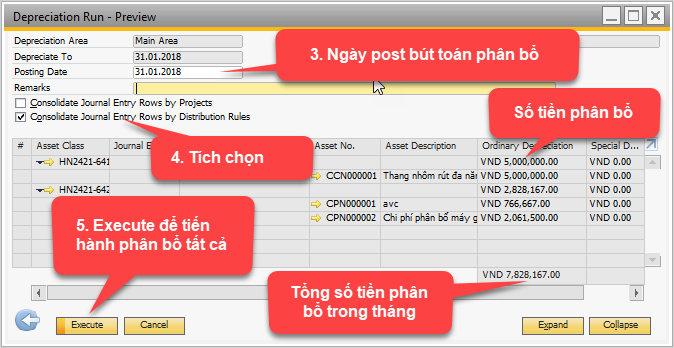 Depreciation Run - Preview
Depreciation Area
Main Area
Depreciate To
31.01.2018
Posting Date
31.01.2018
Remarks
3. Ngày post bút toán phân bổ
Consolidate Journal Entry Rows by Projects
Consolidate Journal Entry Rows by Distribution Rules
Số tiền phân bổ
4. Tích chọn
# Asset Class Journal E Asset No. Asset Description Ordinary Depreciation Special D...
HN2421-641 VND 5,000,000.00 VND 0.00
CCN000001 Thang nhôm rút đa năn VND 5,000,000.00 VND 0.00
HN2421-642 VND 2,828,167.00 VND 0.00
CPN000001 avc VND 766,667.00 VND 0.00
CPN000002 Chi phí phân bổ máy g VND 2,061,500.00 VND 0.00
5. Execute để tiến
hành phân bổ tất cả
VND 7,828,167.00
Tổng số tiền phân
bổ trong tháng
Execute
Cancel
Expand
Collapse